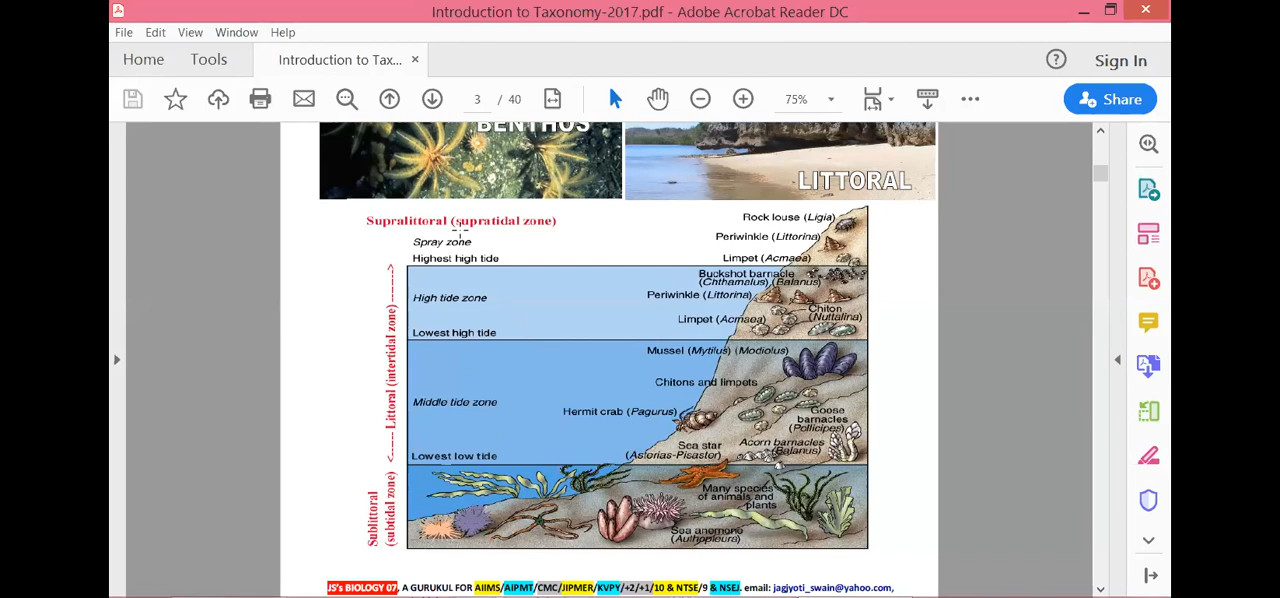 Introduction to Taxonomy-2017.pdf - Adobe Acrobat Reader DC
File Edit View Window Help
Home Tools Introduction to Tax... × Sign In
3 / 40 75% Share
BENTHOS
LITTORAL
Supralittoral (supratidal zone)
Rock louse (Ligia)
Periwinkle (Littorina)
Spray zone
Highest high tide
Limpet (Acmaea)
Buckshot barnacle
(Chthamalus) (Balanus)
High tide zone
Periwinkle (Littorina)
Chiton
(Nuttalina)
Limpet (Acmaea)
Lowest high tide
<----- Littoral (intertidal zone) ------>
Mussel (Mytilus) (Modiolus)
Chitons and limpets
Middle tide zone
Hermit crab (Pagurus)
Goose
barnacles
(Pollicipes)
Sea star
(Asterias-Pisaster)
Acorn barnacles
(Balanus)
Lowest low tide
Sublittoral
(subtidal zone)
Many species
of animals and
plants
Sea anemone
(Authopleura)
JS's BIOLOGY 07, A GURUKUL FOR AIIMS/AIPMT/CMC/JIPMER/KVPY/+2/+1/10 & NTSE/9 & NSEJ. email: jagjyoti_swain@yahoo.com,